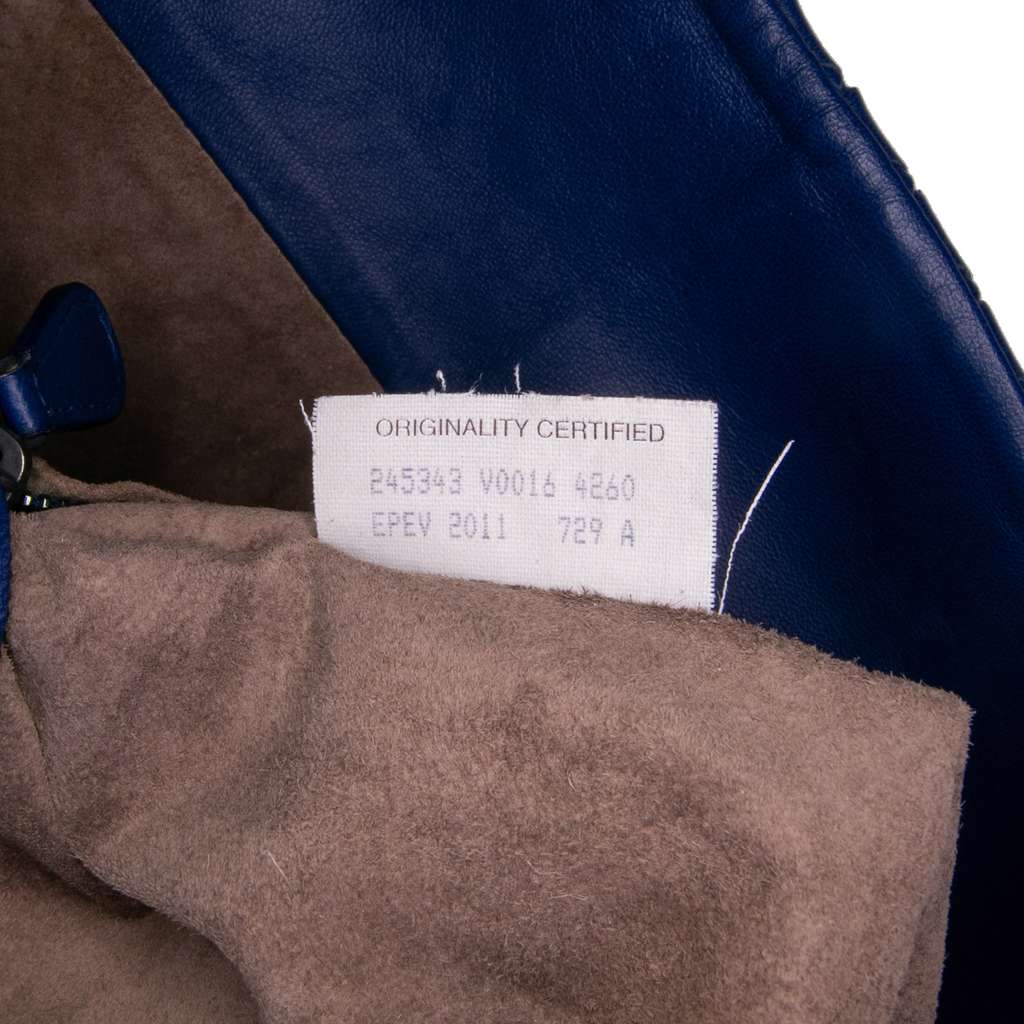 ORIGINALITY CERTIFIED
245343 V0016 4260
EPEV 2011 729 A